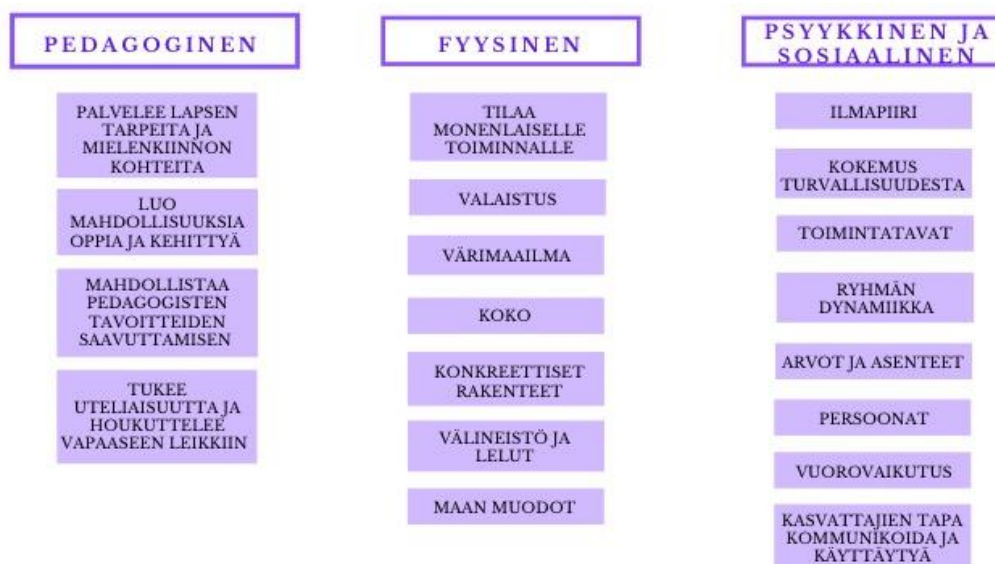 PEDAGOGINEN
PALVELEE LAPSEN
TARPEITA JA
MIELENKIINNON
KOHTEITA
LUO
MAHDOLLISUUKSIA
OPPIA JA KEHITTYÄ
MAHDOLLISTAA
PEDAGOGISTEN
TAVOITTEIDEN
SAAVUTTAMISEN
TUKEE
UTELIAISUUTTA JA
HOUKUTTELEE
VAPAASEEN LEIKKIIN
FYYSINEN
TILAA
MONENLAISELLE
TOIMINNALLE
VALAISTUS
VÄRIMAAILMA
KOKO
KONKREETTISET
RAKENTEET
VÄLINEISTÖ JA
LELUT
MAAN MUODOT
PSYYKKINEN JA
SOSIAALINEN
ILMAPIIRI
KOKEMUS
TURVALLISUUDESTA
TOIMINTATAVAT
RYHMÄN
DYNAMIIKKA
ARVOT JA ASENTEET
PERSOONAT
VUOROVAIKUTUS
KASVATTAJIEN TAPA
KOMMUNIKOIDA JA
KÄYTTÄYTYÄ